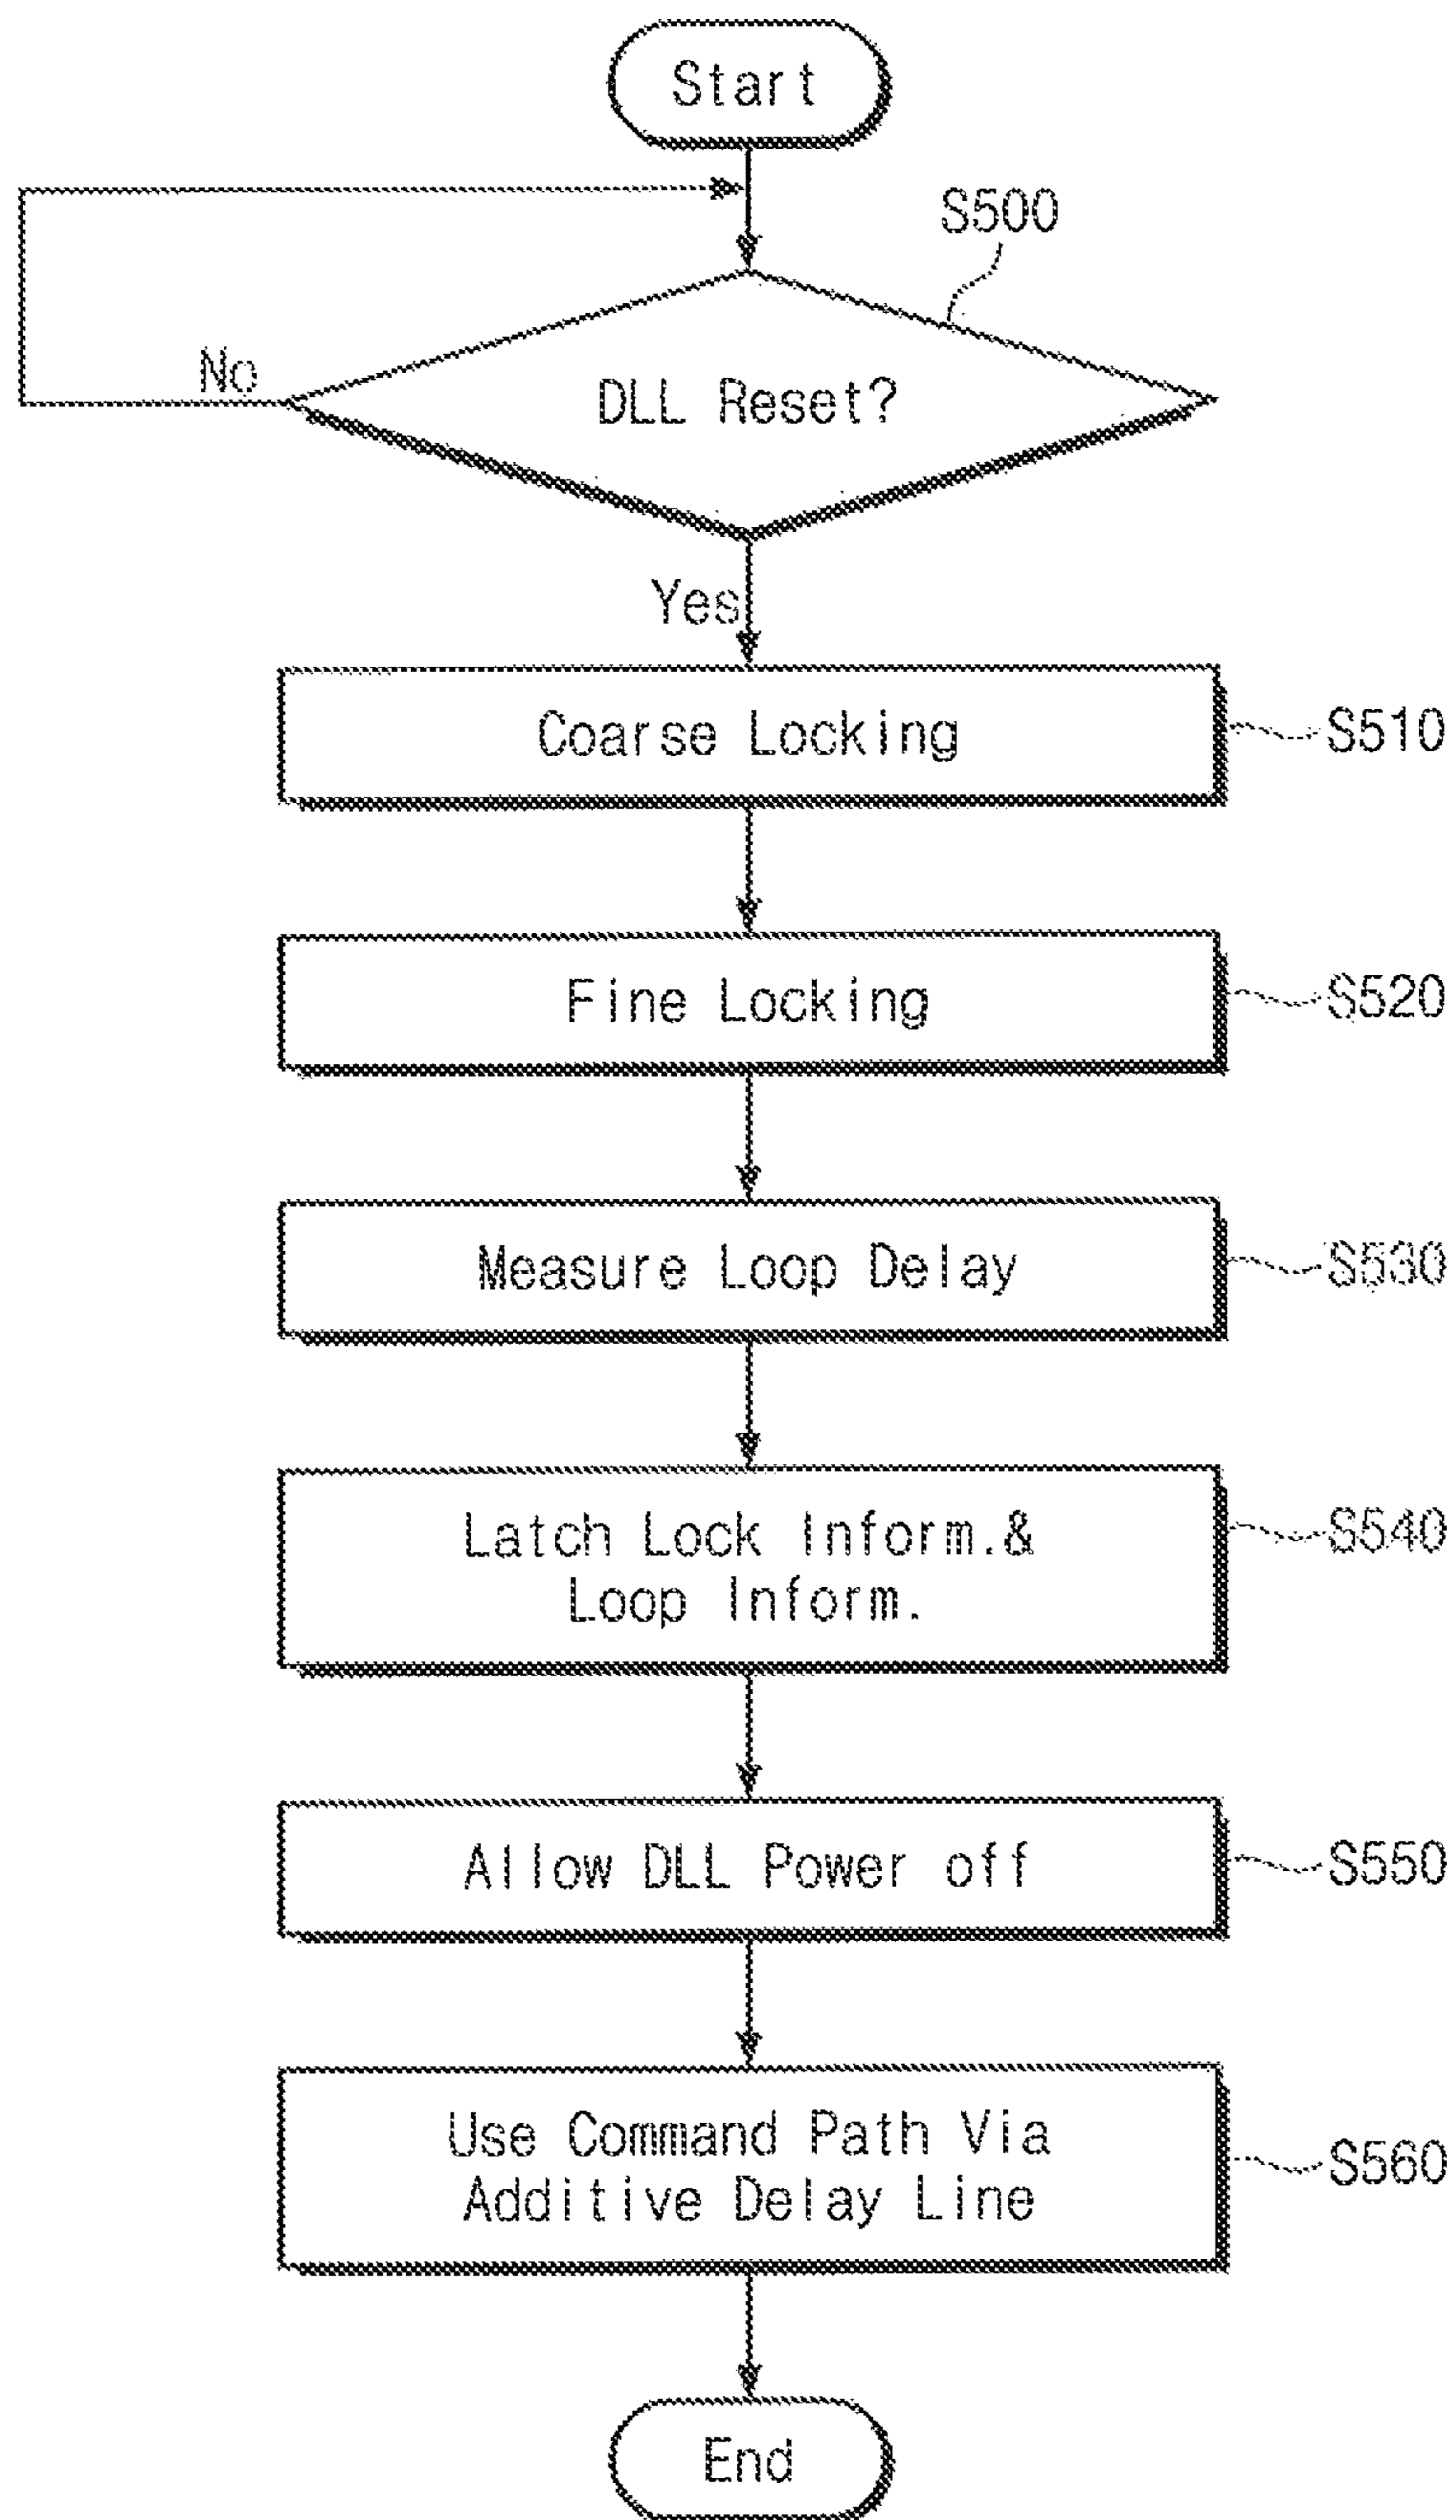 Start
S500
No
DLL Reset?
Yes
Coarse Locking
S510
Fine Locking
S520
Measure Loop Delay
S530
Latch Lock Inform.&
Loop Inform.
S540
Allow DLL Power off
S550
Use Command Path Via
Additive Delay Line
S560
End